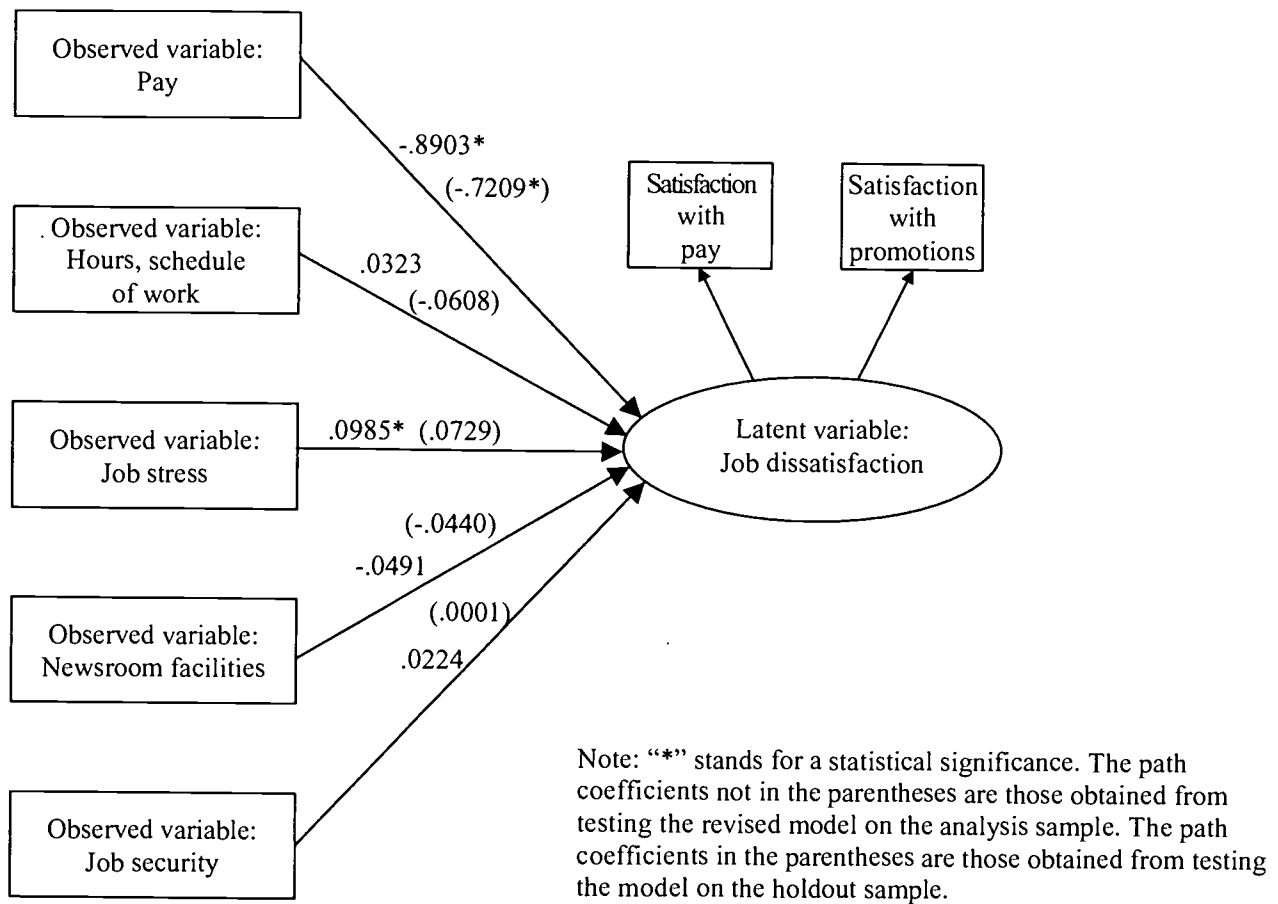 Observed variable:
Pay
-.8903*
(-.7209*)
Satisfaction
with
pay
Satisfaction
with
promotions
. Observed variable:
Hours, schedule
of work
.0323
(-.0608)
Observed variable:
Job stress
.0985* (.0729)
Latent variable:
Job dissatisfaction
(-.0440)
-.0491
Observed variable:
Newsroom facilities
(.0001)
.0224
Observed variable:
Job security
Note: “*” stands for a statistical significance. The path
coefficients not in the parentheses are those obtained from
testing the revised model on the analysis sample. The path
coefficients in the parentheses are those obtained from testing
the model on the holdout sample.